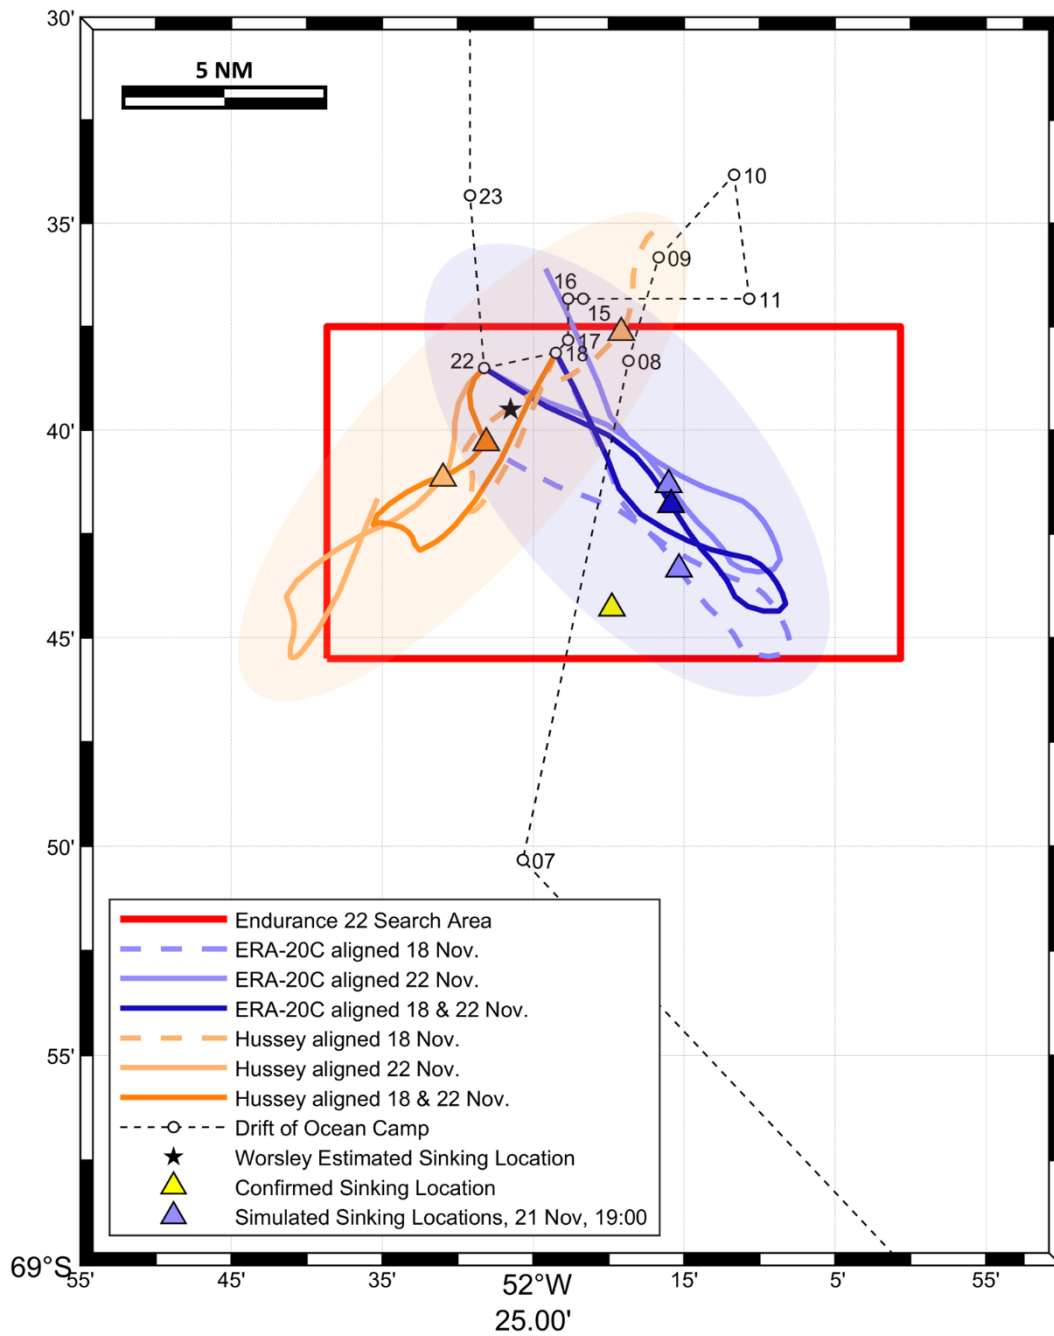 30'
5 NM
10
23
35'
09
16
11
15
17
18
08
22
40'
45'
50'
07
Endurance 22 Search Area
ERA-20C aligned 18 Nov.
ERA-20C aligned 22 Nov.
ERA-20C aligned 18 & 22 Nov.
Hussey aligned 18 Nov.
55'
Hussey aligned 22 Nov.
Hussey aligned 18 & 22 Nov.
Drift of Ocean Camp
Worsley Estimated Sinking Location
Confirmed Sinking Location
Simulated Sinking Locations, 21 Nov, 19:00
69°S
55' 45' 35' 52°W 15' 5' 55'
25.00'